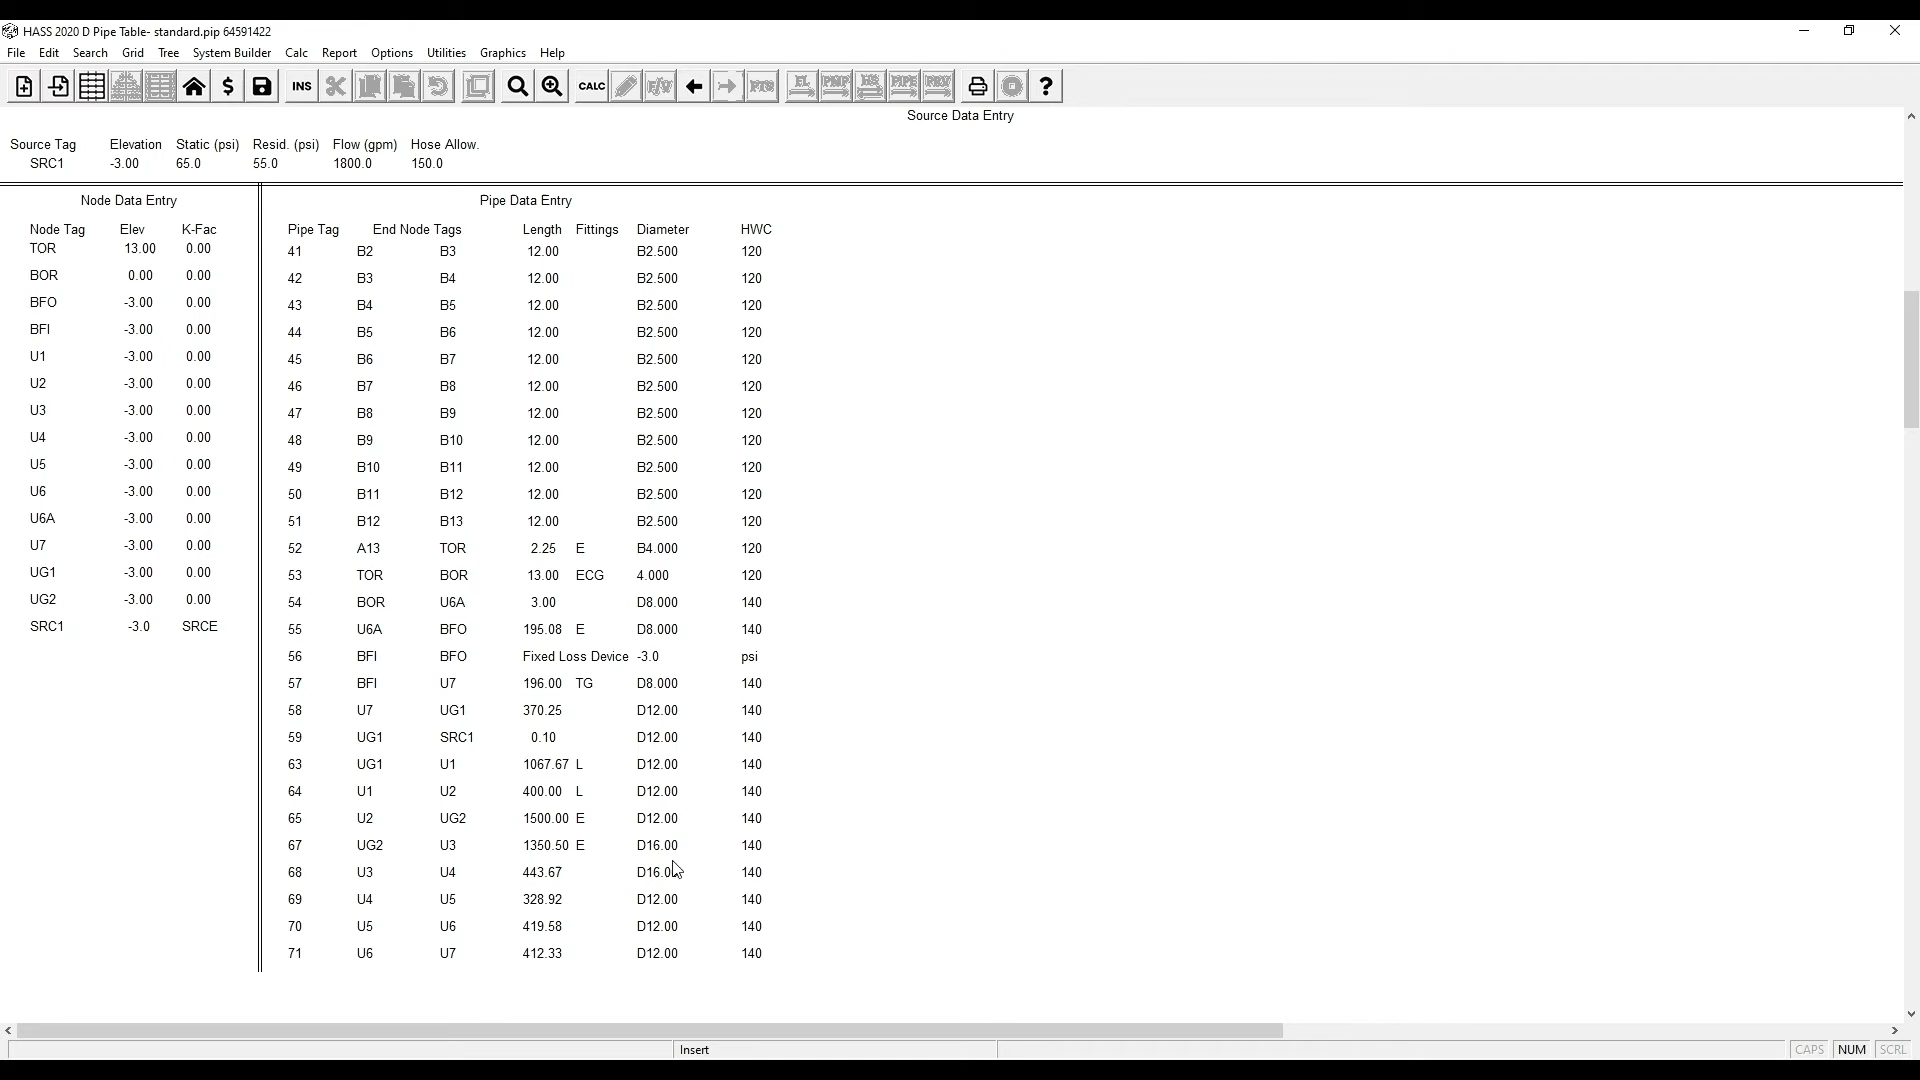 HASS 2020 D Pipe Table- standard.pip 64591422
File Edit Search Grid Tree System Builder Calc Report Options Utilities Graphics Help
$ INS CALC F/W PTS FL PMP HS PIPE PRV ?
Source Data Entry
Source Tag Elevation Static (psi) Resid. (psi) Flow (gpm) Hose Allow.
SRC1 -3.00 65.0 55.0 1800.0 150.0
Node Data Entry
Node Tag Elev K-Fac
TOR 13.00 0.00
BOR 0.00 0.00
BFO -3.00 0.00
BFI -3.00 0.00
U1 -3.00 0.00
U2 -3.00 0.00
U3 -3.00 0.00
U4 -3.00 0.00
U5 -3.00 0.00
U6 -3.00 0.00
U6A -3.00 0.00
U7 -3.00 0.00
UG1 -3.00 0.00
UG2 -3.00 0.00
SRC1 -3.0 SRCE
Pipe Data Entry
Pipe Tag End Node Tags Length Fittings Diameter HWC
41 B2 B3 12.00 B2.500 120
42 B3 B4 12.00 B2.500 120
43 B4 B5 12.00 B2.500 120
44 B5 B6 12.00 B2.500 120
45 B6 B7 12.00 B2.500 120
46 B7 B8 12.00 B2.500 120
47 B8 B9 12.00 B2.500 120
48 B9 B10 12.00 B2.500 120
49 B10 B11 12.00 B2.500 120
50 B11 B12 12.00 B2.500 120
51 B12 B13 12.00 B2.500 120
52 A13 TOR 2.25 E B4.000 120
53 TOR BOR 13.00 ECG 4.000 120
54 BOR U6A 3.00 D8.000 140
55 U6A BFO 195.08 E D8.000 140
56 BFI BFO Fixed Loss Device -3.0 psi
57 BFI U7 196.00 TG D8.000 140
58 U7 UG1 370.25 D12.00 140
59 UG1 SRC1 0.10 D12.00 140
63 UG1 U1 1067.67 L D12.00 140
64 U1 U2 400.00 L D12.00 140
65 U2 UG2 1500.00 E D12.00 140
67 UG2 U3 1350.50 E D16.00 140
68 U3 U4 443.67 D16.00 140
69 U4 U5 328.92 D12.00 140
70 U5 U6 419.58 D12.00 140
71 U6 U7 412.33 D12.00 140
Insert CAPS NUM SCRL